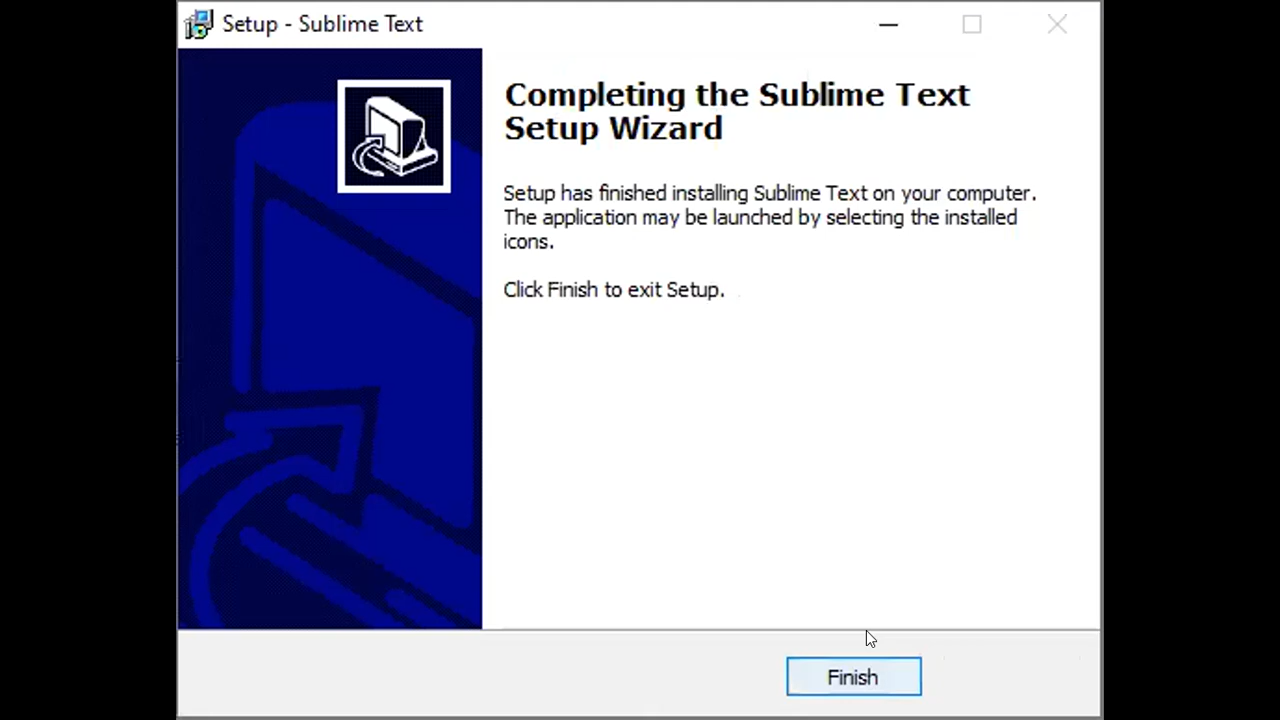 Setup - Sublime Text
Completing the Sublime Text
Setup Wizard
Setup has finished installing Sublime Text on your computer.
The application may be launched by selecting the installed
icons.
Click Finish to exit Setup.
Finish